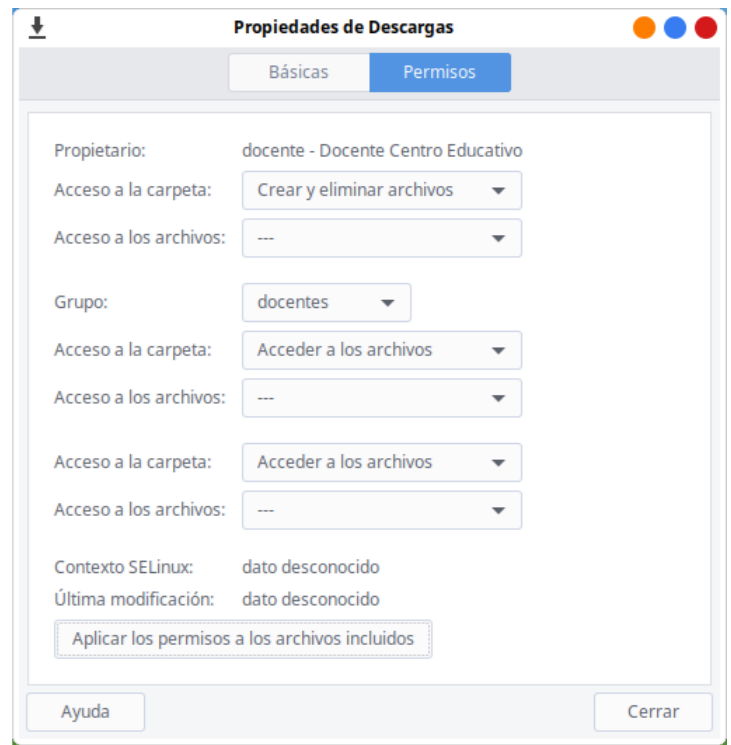 Propiedades de Descargas
Básicas Permisos
Propietario: docente - Docente Centro Educativo
Acceso a la carpeta: Crear y eliminar archivos
Acceso a los archivos: ---
Grupo: docentes
Acceso a la carpeta: Acceder a los archivos
Acceso a los archivos: ---
Acceso a la carpeta: Acceder a los archivos
Acceso a los archivos: ---
Contexto SELinux: dato desconocido
Última modificación: dato desconocido
Aplicar los permisos a los archivos incluidos
Ayuda Cerrar